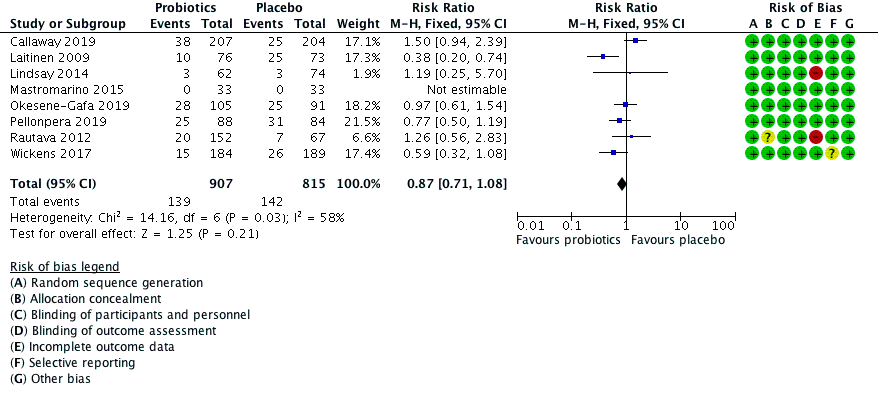 Probiotics Placebo Risk Ratio Risk Ratio Risk of Bias
Study or Subgroup Events Total Events Total Weight M-H, Fixed, 95% CI M-H, Fixed, 95% CI A B C D E F G
Callaway 2019 38 207 25 204 17.1% 1.50 [0.94, 2.39] + + + + + + +
Laitinen 2009 10 76 25 73 17.3% 0.38 [0.20, 0.74] + + + + + + +
Lindsay 2014 3 62 3 74 1.9% 1.19 [0.25, 5.70] + + + + − + +
Mastromarino 2015 0 33 0 33 Not estimable + + + + + + +
Okesene-Gafa 2019 28 105 25 91 18.2% 0.97 [0.61, 1.54] + + + + + + +
Pellonpera 2019 25 88 31 84 21.5% 0.77 [0.50, 1.19] + + + + + + +
Rautava 2012 20 152 7 67 6.6% 1.26 [0.56, 2.83] + ? + + − + +
Wickens 2017 15 184 26 189 17.4% 0.59 [0.32, 1.08] + + + + + ? +
Total (95% CI) 907 815 100.0% 0.87 [0.71, 1.08]
Total events 139 142
Heterogeneity: Chi² = 14.16, df = 6 (P = 0.03); I² = 58%
Test for overall effect: Z = 1.25 (P = 0.21)
0.01 0.1 1 10 100
Favours probiotics Favours placebo
Risk of bias legend
(A) Random sequence generation
(B) Allocation concealment
(C) Blinding of participants and personnel
(D) Blinding of outcome assessment
(E) Incomplete outcome data
(F) Selective reporting
(G) Other bias